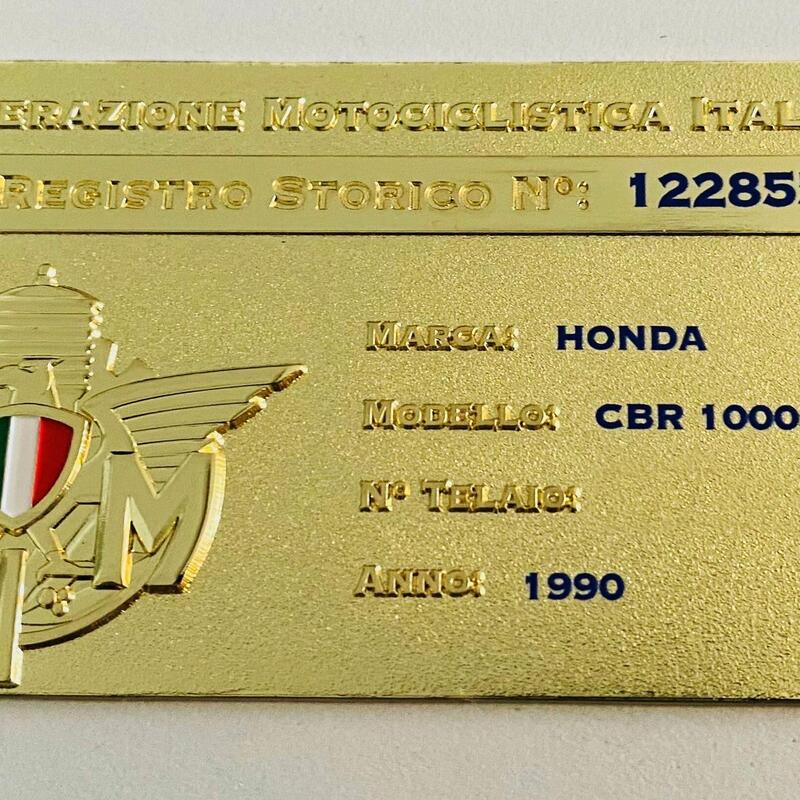 ERAZIONE MOTOCICLISTICA ITAL
REGISTRO STORICO N°: 12285
MARCA: HONDA
MODELLO: CBR 1000
N° TELAIO:
ANNO: 1990
M